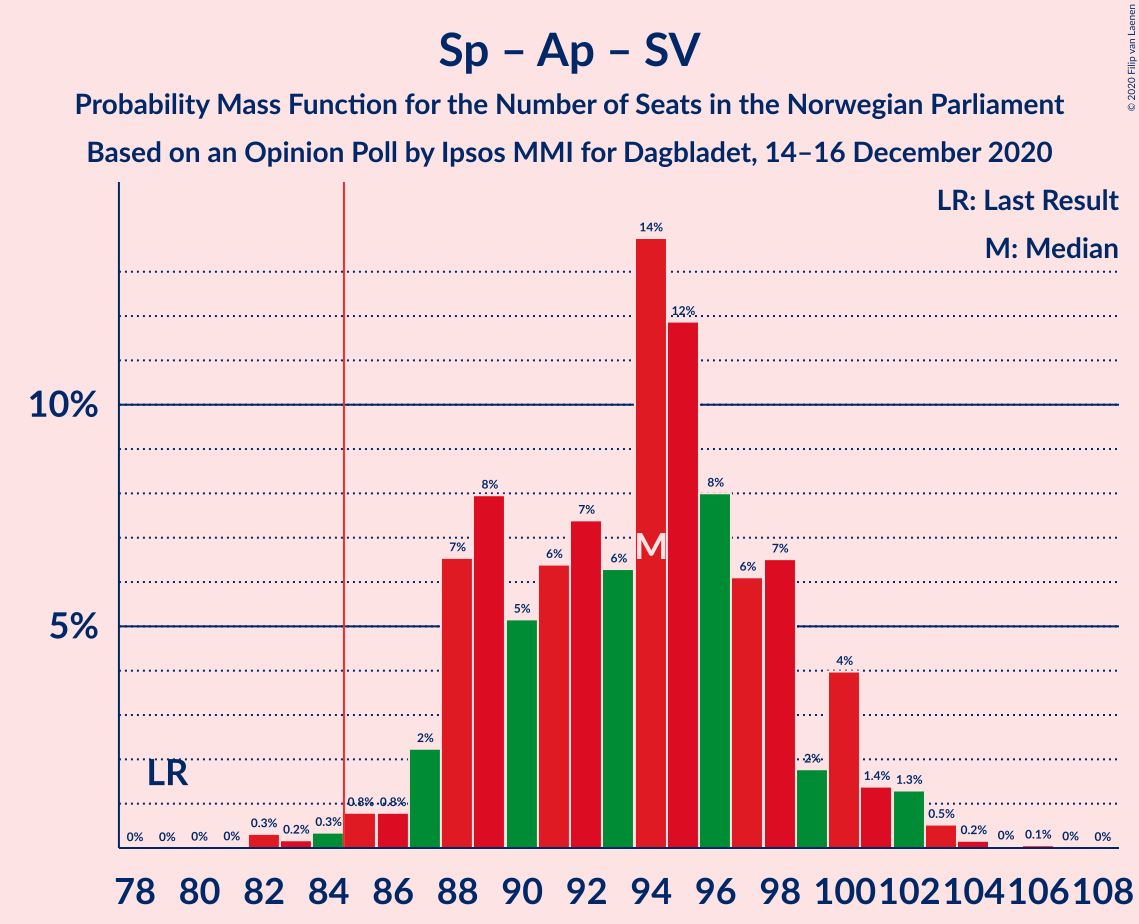 © 2020 Filip van Laenen
Sp – Ap – SV
Probability Mass Function for the Number of Seats in the Norwegian Parliament
Based on an Opinion Poll by Ipsos MMI for Dagbladet, 14–16 December 2020
LR: Last Result
M: Median
10%
5%
LR
M
0% 0% 0% 0% 0.3% 0.2% 0.3% 0.8% 0.8% 2% 7% 8% 5% 6% 7% 6% 14% 12% 8% 6% 7% 2% 4% 1.4% 1.3% 0.5% 0.2% 0% 0.1% 0% 0%
78 80 82 84 86 88 90 92 94 96 98 100 102 104 106 108